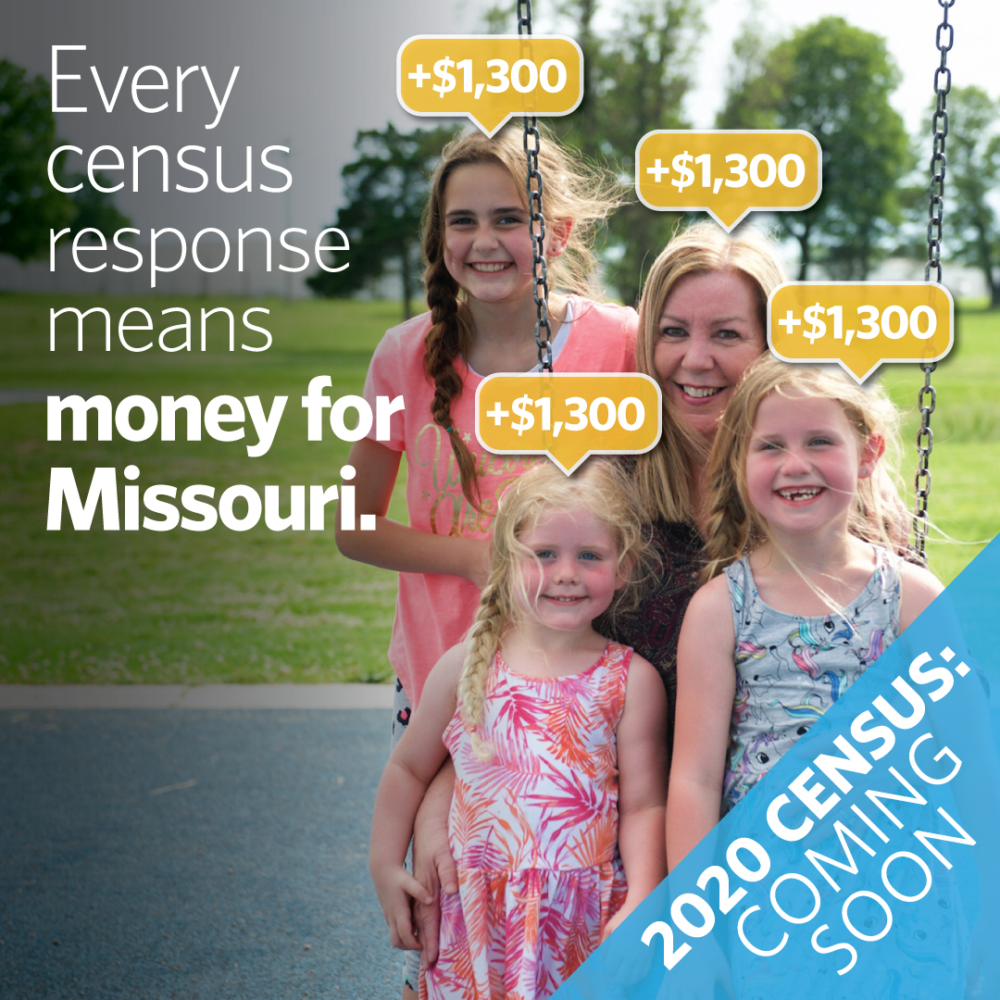 Every
census
response
means
money for
Missouri.
+$1,300
+$1,300
+$1,300
+$1,300
2020 CENSUS:
COMING
SOON